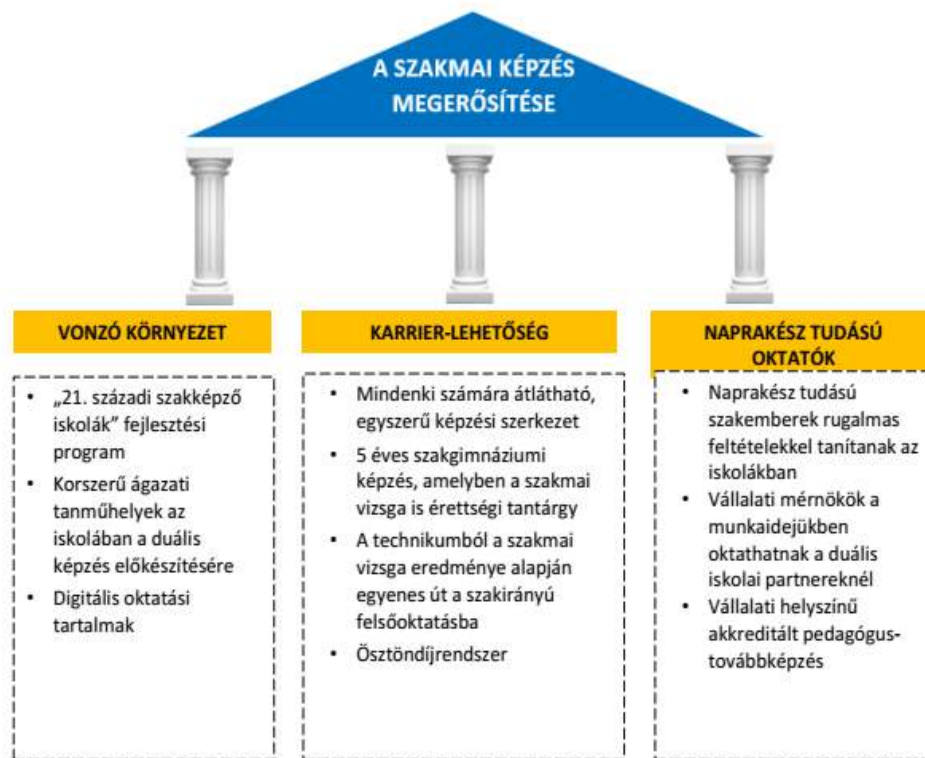 A SZAKMAI KÉPZÉS
MEGERŐSÍTÉSE
VONZÓ KÖRNYEZET
• „21. századi szakképző
iskolák” fejlesztési
program
• Korszerű ágazati
tanműhelyek az
iskolában a duális
képzés előkészítésére
• Digitális oktatási
tartalmak
KARRIER-LEHETŐSÉG
• Mindenki számára átlátható,
egyszerű képzési szerkezet
• 5 éves szakgimnáziumi
képzés, amelyben a szakmai
vizsga is érettségi tantárgy
• A technikumból a szakmai
vizsga eredménye alapján
egyenes út a szakirányú
felsőoktatásba
• Ösztöndíjrendszer
NAPRAKÉSZ TUDÁSÚ
OKTATÓK
• Naprakész tudású
szakemberek rugalmas
feltételekkel tanítanak az
iskolákban
• Vállalati mérnökök a
munkaidejükben
oktathatnak a duális
iskolai partnereknél
• Vállalati helyszínű
akkreditált pedagógus-
továbbképzés